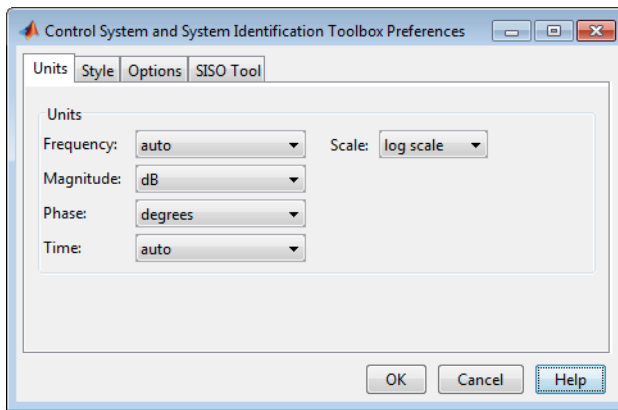 Control System and System Identification Toolbox Preferences
Units Style Options SISO Tool
Units
Frequency: auto Scale: log scale
Magnitude: dB
Phase: degrees
Time: auto
OK Cancel Help